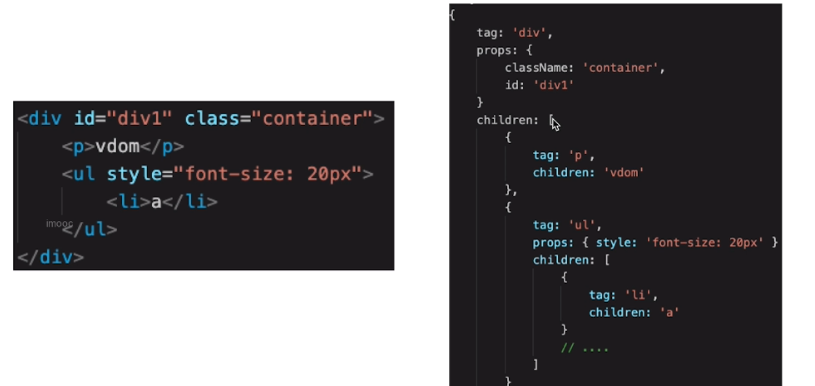 <div id="div1" class="container">
    <p>vdom</p>
    <ul style="font-size: 20px">
        <li>a</li>
imooc
    </ul>
</div>
{
    tag: 'div',
    props: {
        className: 'container',
        id: 'div1'
    }
    children: [
        {
            tag: 'p',
            children: 'vdom'
        },
        {
            tag: 'ul',
            props: { style: 'font-size: 20px' }
            children: [
                {
                    tag: 'li',
                    children: 'a'
                }
                // ....
            ]
        }